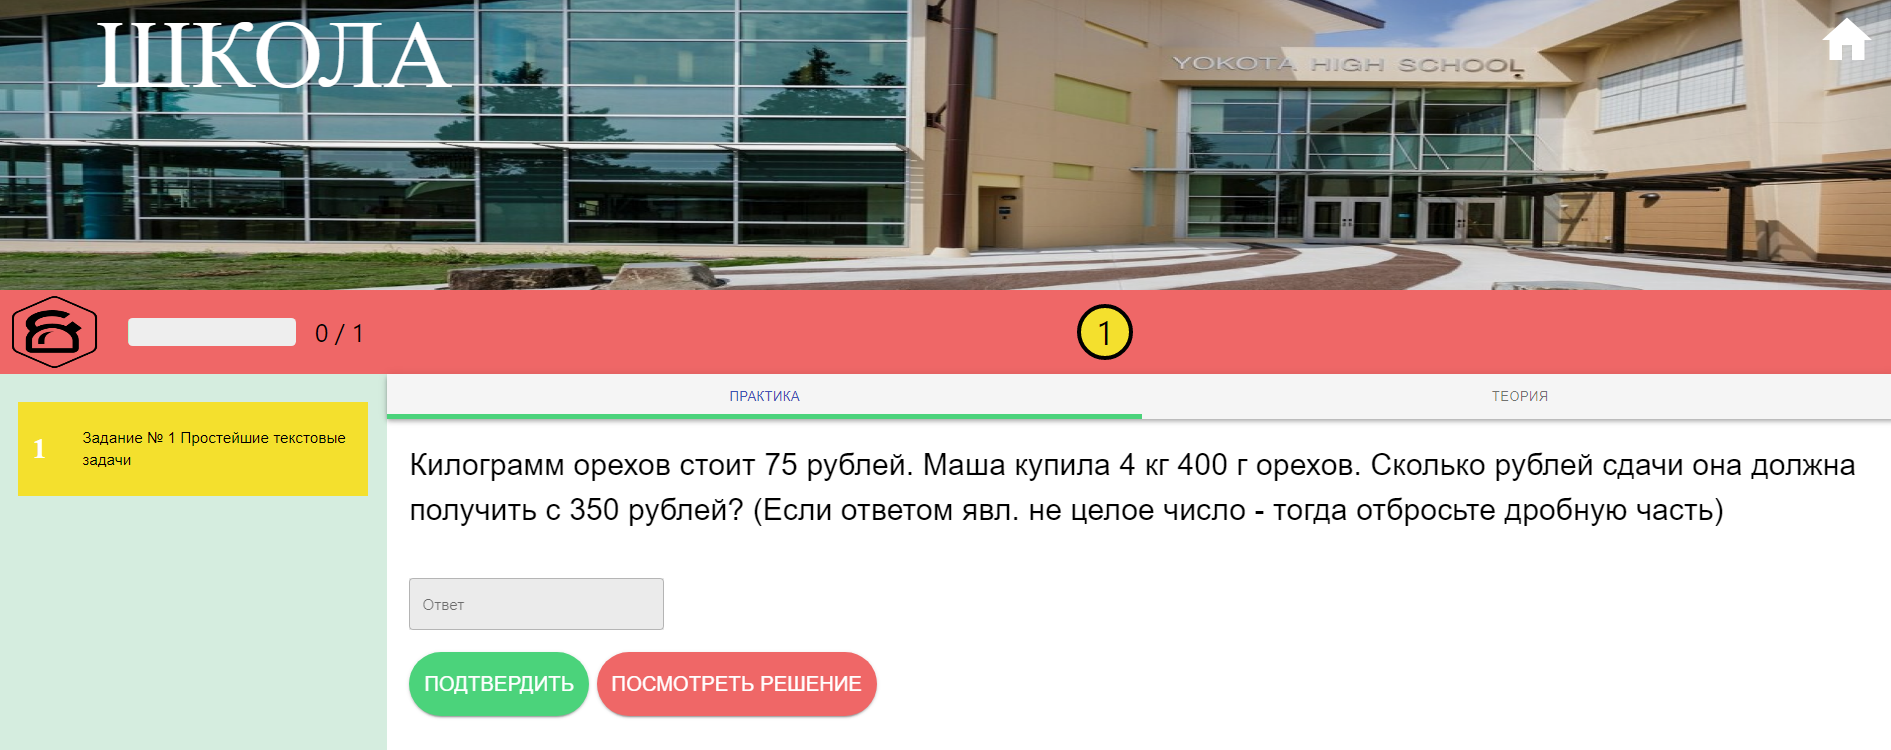 ШКОЛА
YOKOTA HIGH SCHOOL
0 / 1
1
ПРАКТИКА
ТЕОРИЯ
1
Задание № 1 Простейшие текстовые
задачи
Килограмм орехов стоит 75 рублей. Маша купила 4 кг 400 г орехов. Сколько рублей сдачи она должна
получить с 350 рублей? (Если ответом явл. не целое число - тогда отбросьте дробную часть)
Ответ
ПОДТВЕРДИТЬ
ПОСМОТРЕТЬ РЕШЕНИЕ